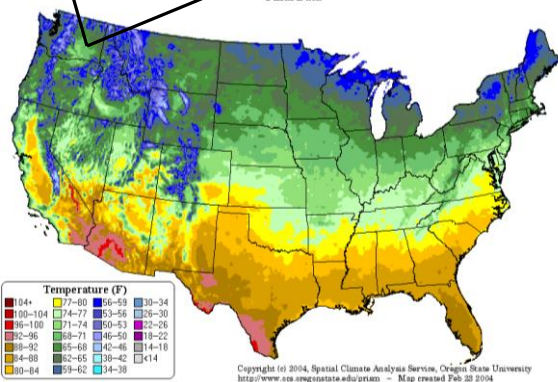 Temperature (F)
104+ 77-80 56-59 30-34
100-104 74-77 53-56 26-30
96-100 71-74 50-53 22-26
92-96 68-71 46-50 18-22
88-92 65-68 42-46 14-18
84-88 62-65 38-42 <14
80-84 59-62 34-38
Copyright (c) 2004, Spatial Climate Analysis Service, Oregon State University
http://www.ocs.oregonstate.edu/prism - Map created Feb 23 2004